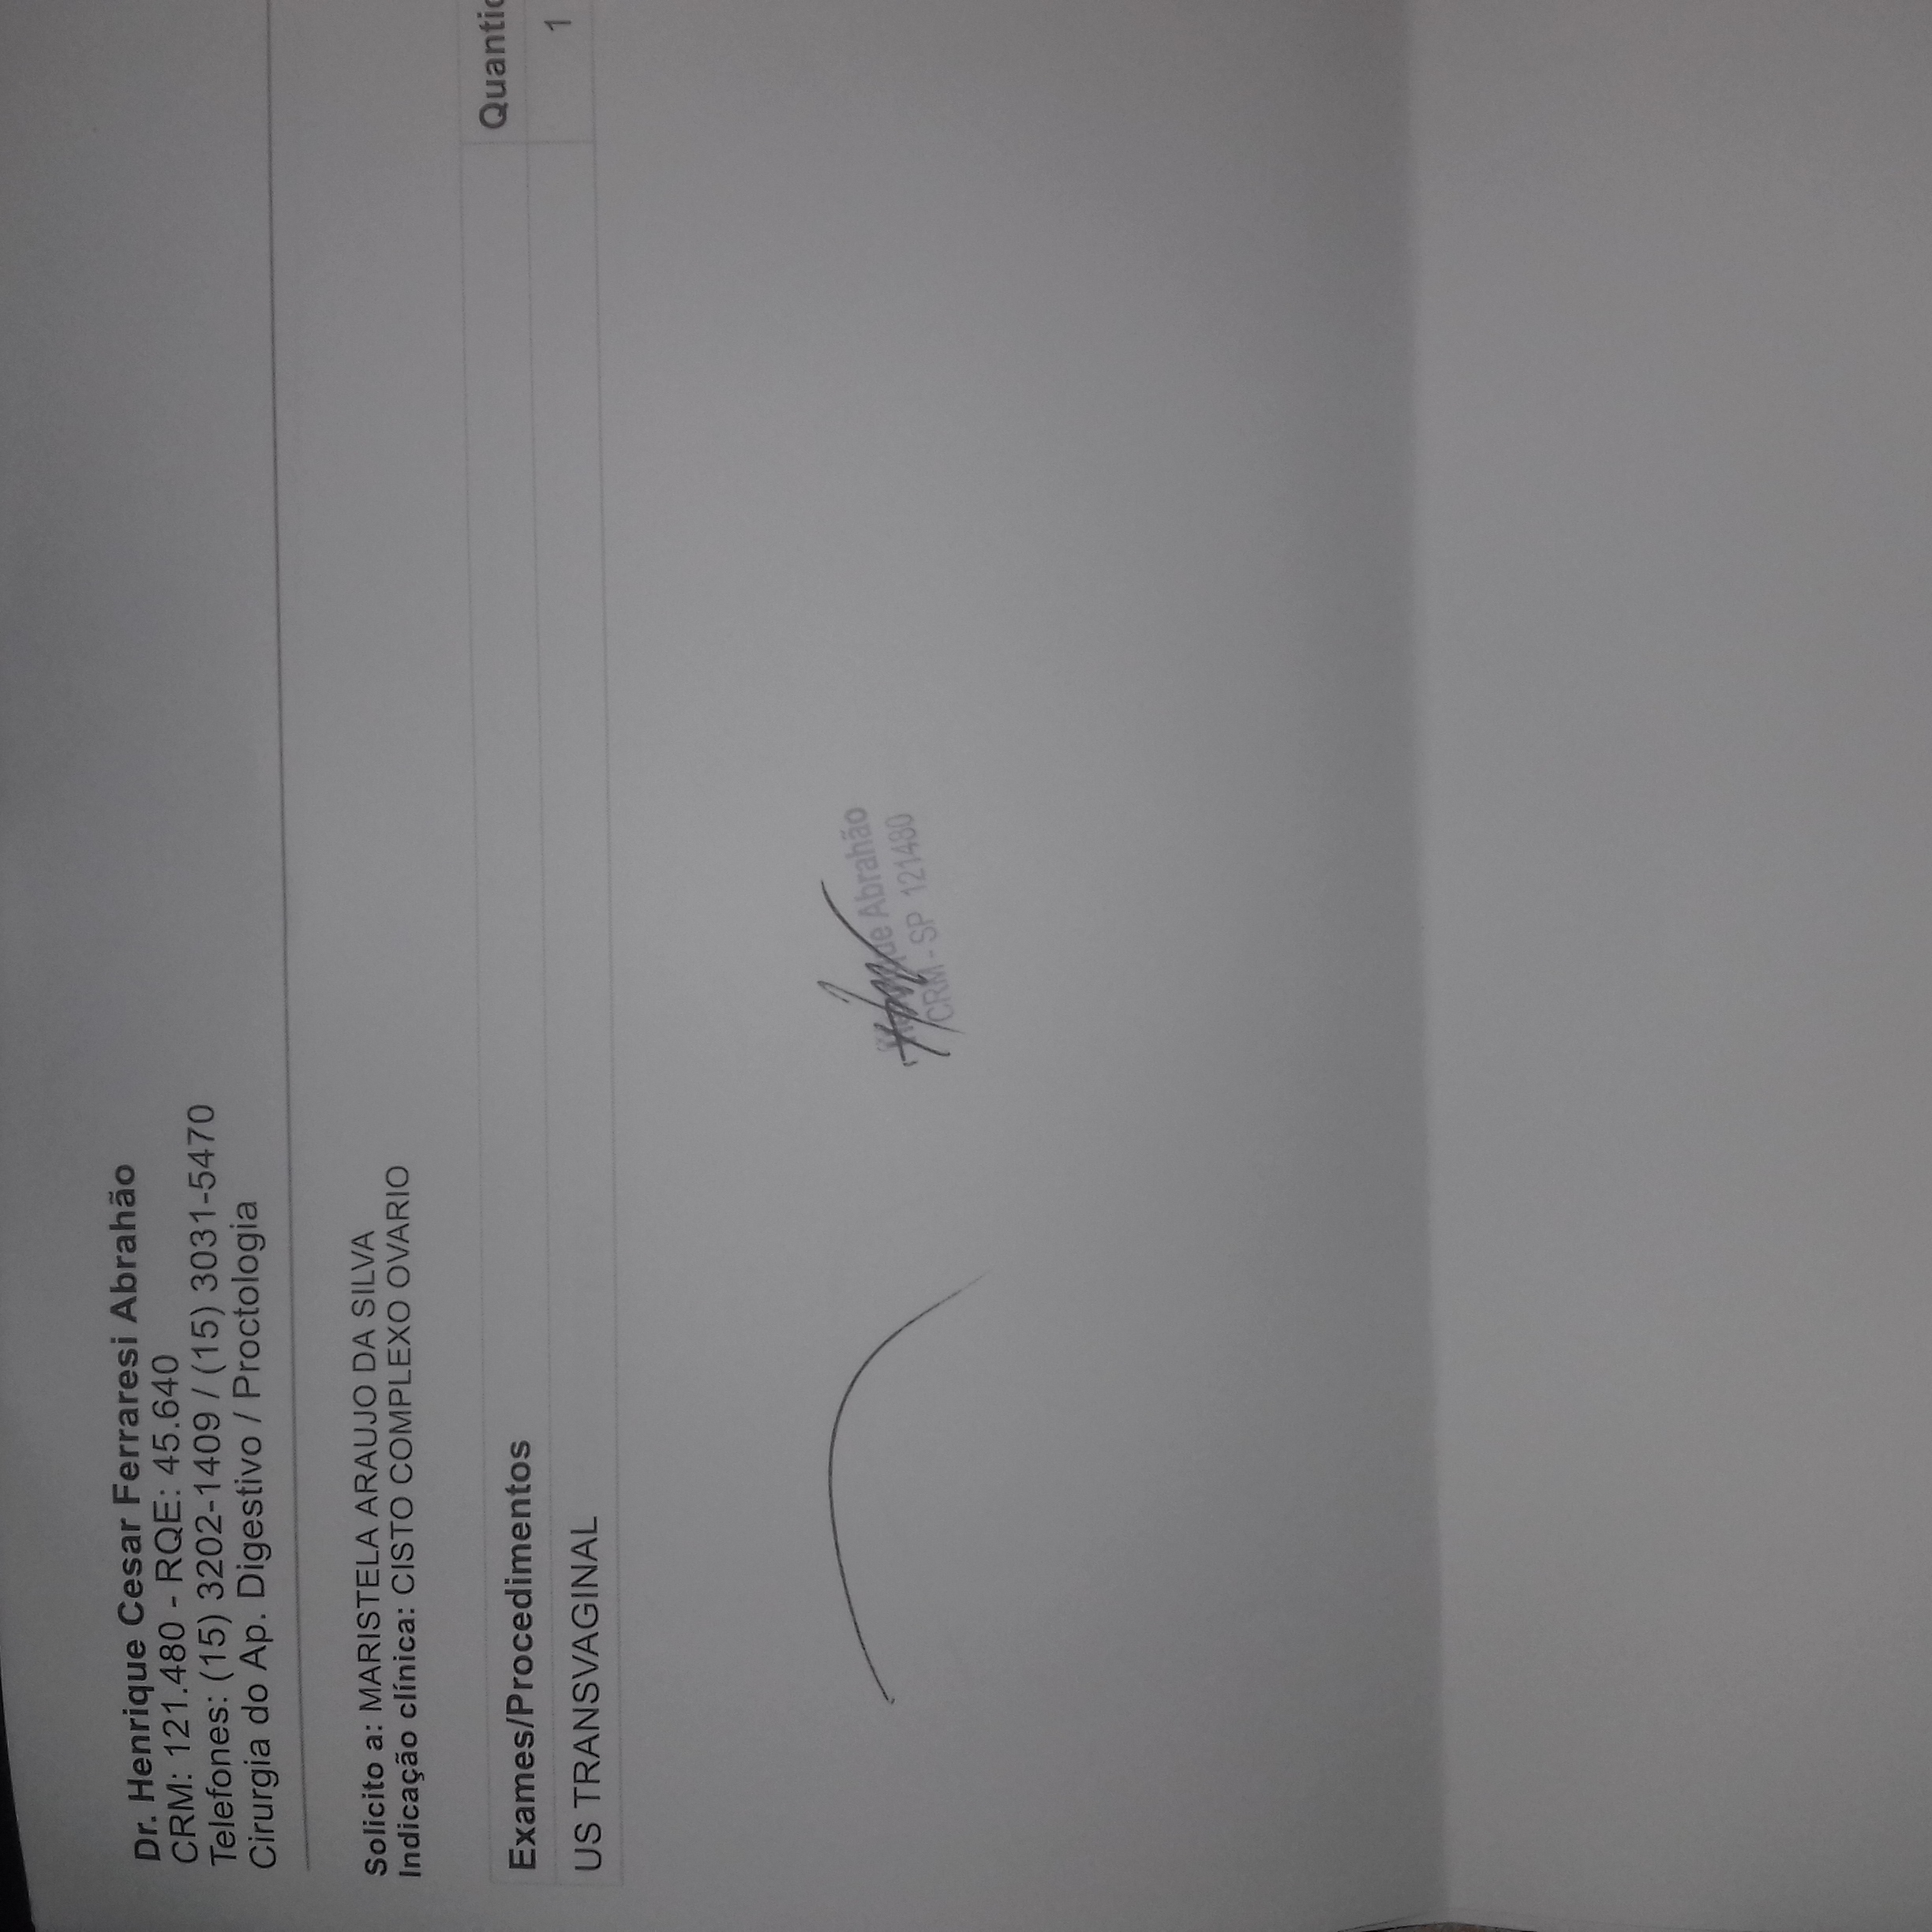 Dr. Henrique Cesar Ferraresi Abrahão
CRM: 121.480 - RQE: 45.640
Telefones: (15) 3202-1409 / (15) 3031-5470
Cirurgia do Ap. Digestivo / Proctologia
Solicito a: MARISTELA ARAUJO DA SILVA
Indicação clínica: CISTO COMPLEXO OVARIO
Exames/Procedimentos Quantic
US TRANSVAGINAL 1
Abrahão
CRM - SP 121480